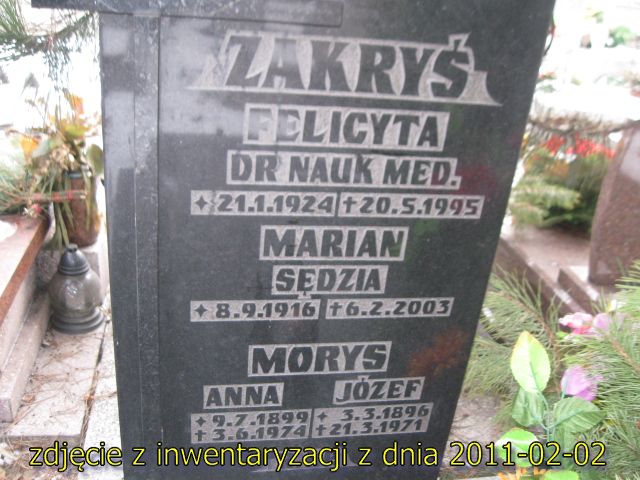 ZAKRYŚ
FELICYTA
DR NAUK MED.
✦21.1.1924 ✝20.5.1995
MARIAN
SĘDZIA
✦8.9.1916 ✝6.2.2003
MORYS
ANNA JÓZEF
✦9.7.1899 ✦3.3.1896
✝3.6.1974 ✝21.3.1971
zdjęcie z inwentaryzacji z dnia 2011-02-02